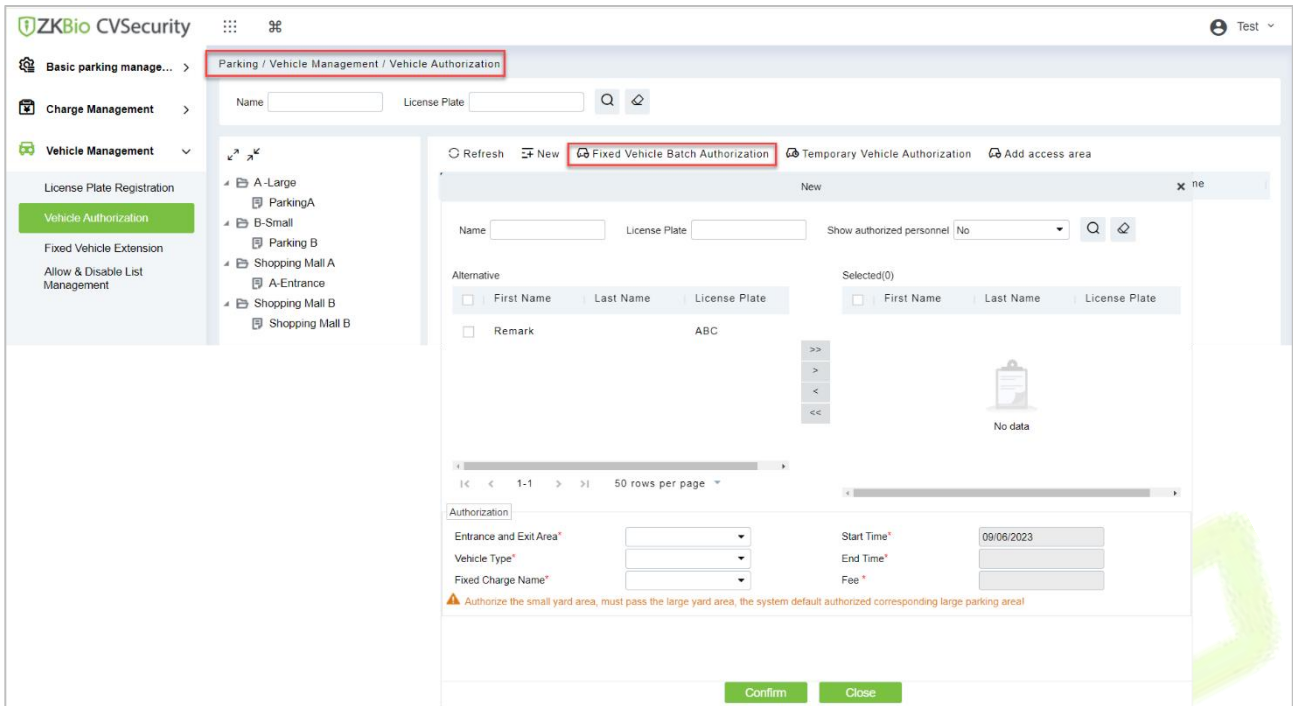 ZKBio CVSecurity
Test
Basic parking manage...
Parking / Vehicle Management / Vehicle Authorization
Charge Management
Name License Plate
Vehicle Management
Refresh New Fixed Vehicle Batch Authorization Temporary Vehicle Authorization Add access area
License Plate Registration
Vehicle Authorization
Fixed Vehicle Extension
Allow & Disable List
Management
A-Large
ParkingA
B-Small
Parking B
Shopping Mall A
A-Entrance
Shopping Mall B
Shopping Mall B
New x me
Name License Plate Show authorized personnel No
Alternative Selected(0)
First Name Last Name License Plate First Name Last Name License Plate
Remark ABC
>>
>
<
<<
No data
|< < 1-1 > >| 50 rows per page
Authorization
Entrance and Exit Area* Start Time* 09/06/2023
Vehicle Type* End Time*
Fixed Charge Name* Fee *
Authorize the small yard area, must pass the large yard area, the system default authorized corresponding large parking area!
Confirm Close